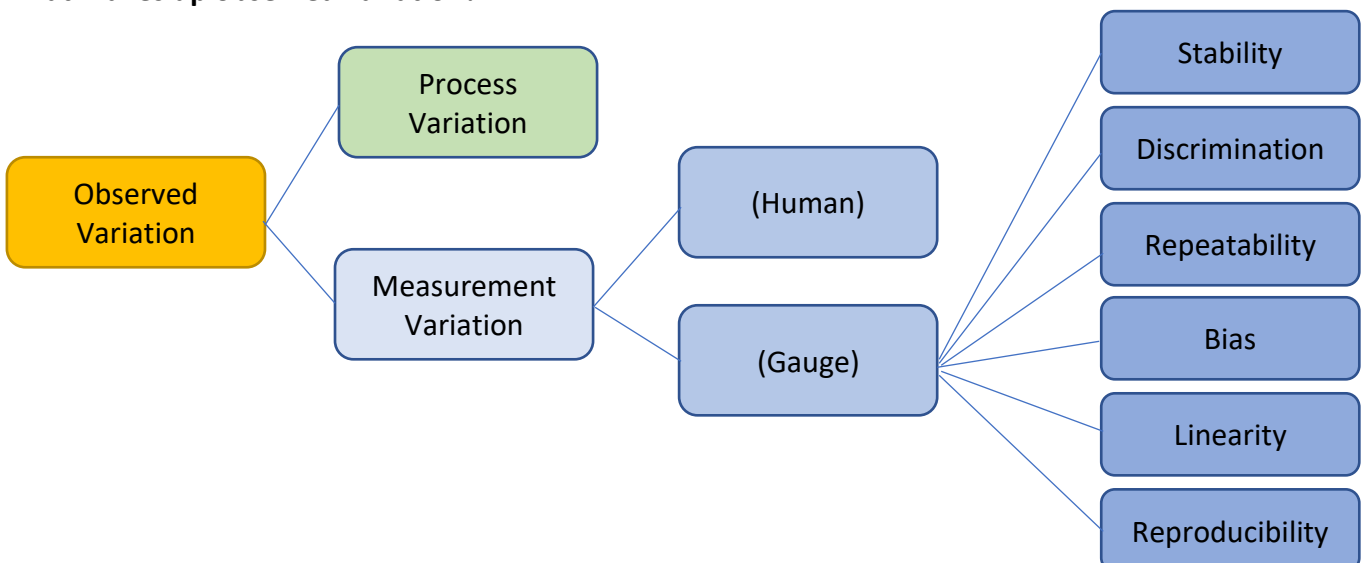 Stability
Process
Variation
Discrimination
Observed
Variation
(Human)
Repeatability
Measurement
Variation
(Gauge)
Bias
Linearity
Reproducibility